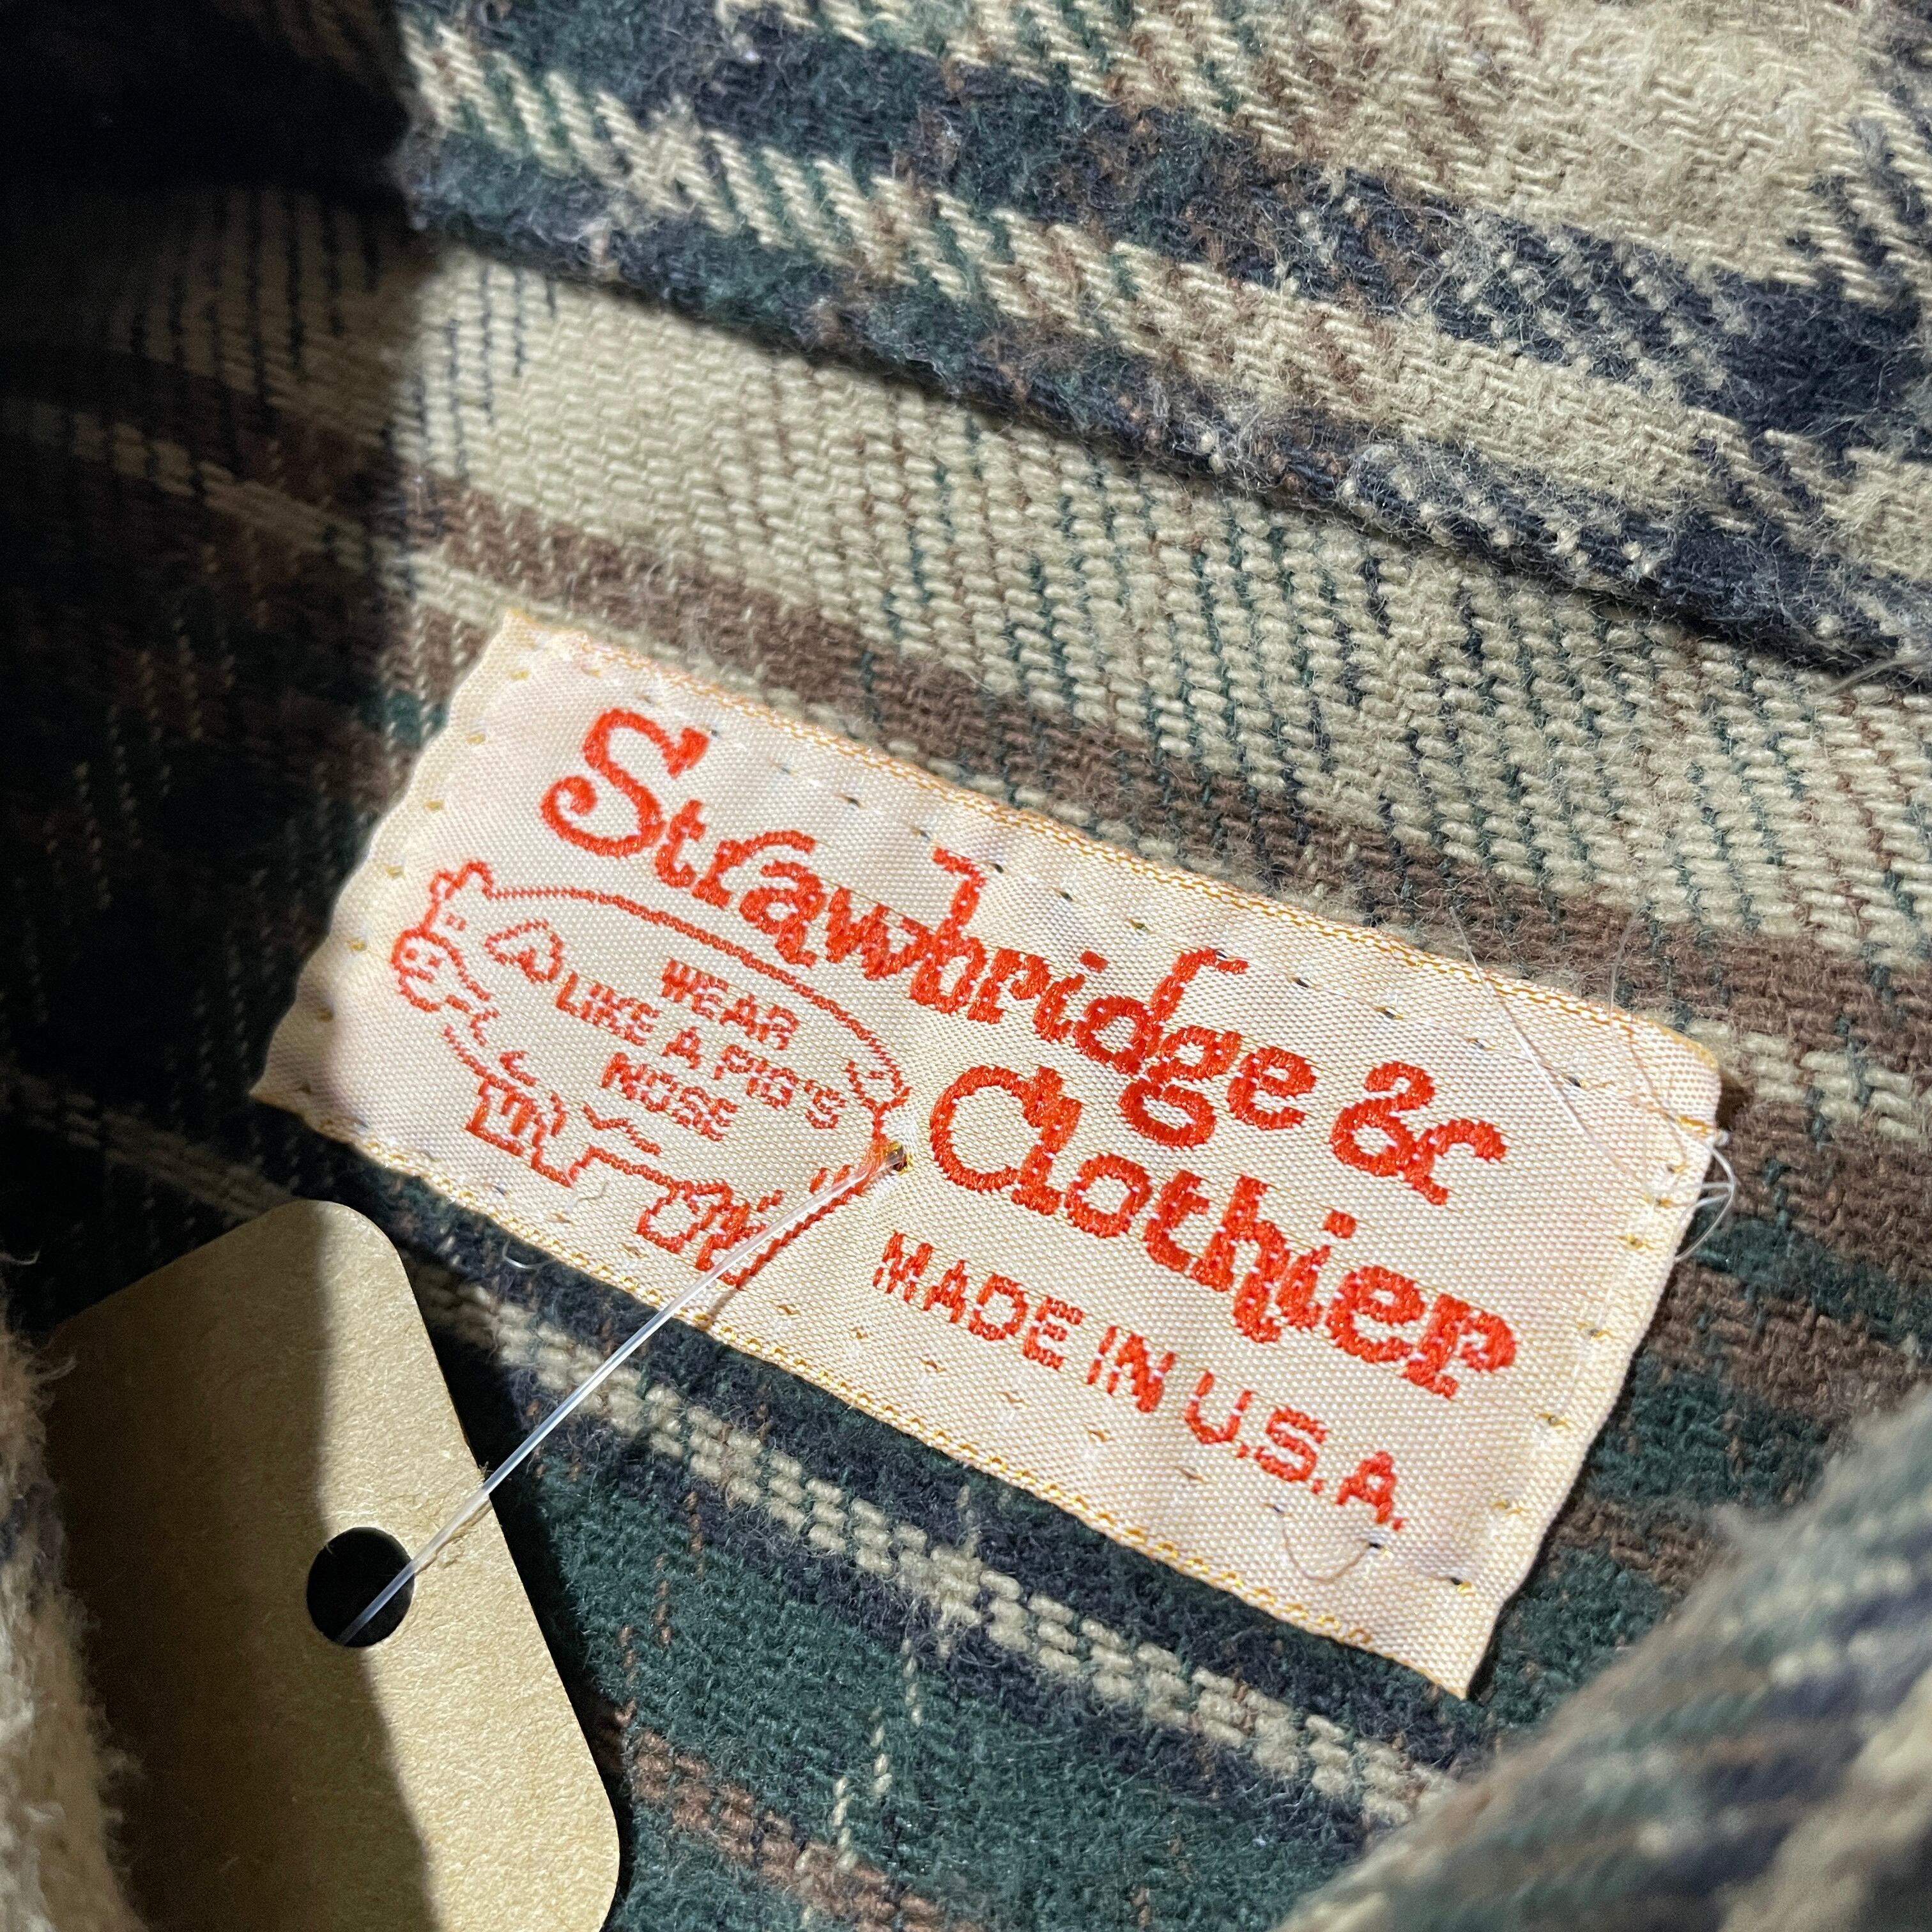 Strawbridge &
Clothier
MADE IN U.S.A.
WEAR
LIKE A PIG'S
NOSE